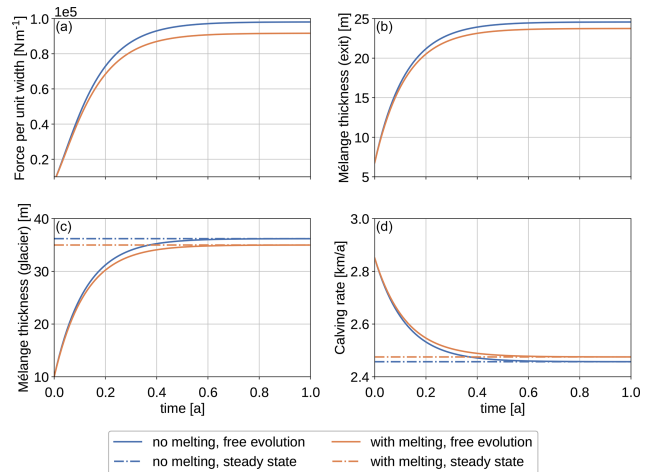 1e5
(a)
Force per unit width [N m⁻¹]
1.0
0.8
0.6
0.4
0.2
(b)
Mélange thickness (exit) [m]
25
20
15
10
5
(c)
Mélange thickness (glacier) [m]
40
30
20
10
0.0 0.2 0.4 0.6 0.8 1.0
time [a]
(d)
Calving rate [km/a]
3.0
2.8
2.6
2.4
0.0 0.2 0.4 0.6 0.8 1.0
time [a]
no melting, free evolution
with melting, free evolution
no melting, steady state
with melting, steady state